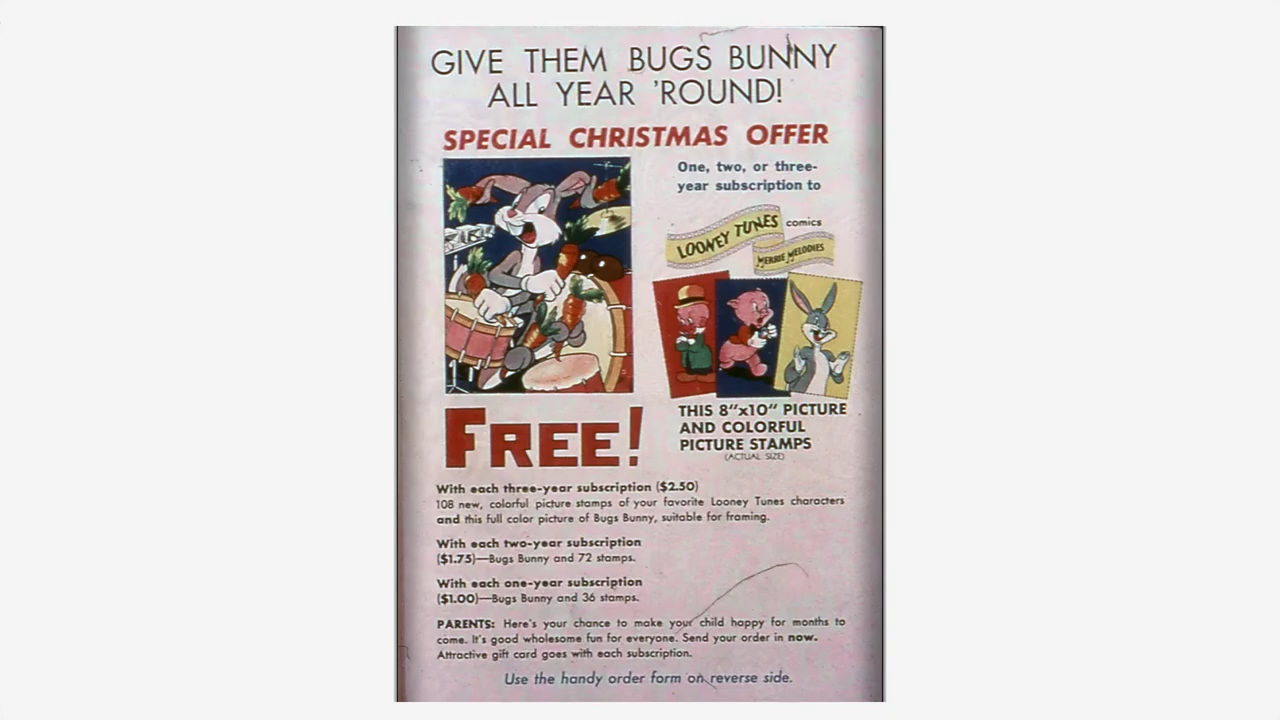 GIVE THEM BUGS BUNNY
ALL YEAR 'ROUND!
SPECIAL CHRISTMAS OFFER
One, two, or three-
year subscription to
LOONEY TUNES comics
MERRIE MELODIES
THIS 8"x10" PICTURE
AND COLORFUL
PICTURE STAMPS
(ACTUAL SIZE)
FREE!
With each three-year subscription ($2.50)
108 new, colorful picture stamps of your favorite Looney Tunes characters
and this full color picture of Bugs Bunny, suitable for framing.
With each two-year subscription
($1.75)—Bugs Bunny and 72 stamps.
With each one-year subscription
($1.00)—Bugs Bunny and 36 stamps.
PARENTS: Here's your chance to make your child happy for months to
come. It's good wholesome fun for everyone. Send your order in now.
Attractive gift card goes with each subscription.
Use the handy order form on reverse side.